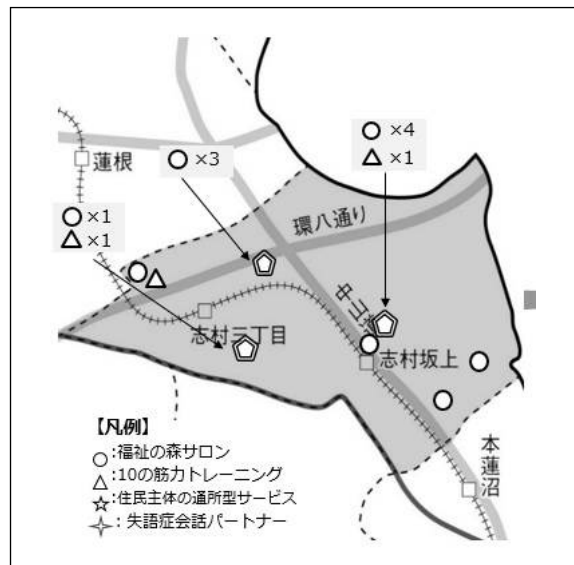 ○ ×4
△ ×1
○ ×3
蓮根
○ ×1
△ ×1
環八通り
中山道
志村三丁目
志村坂上
本蓮沼
【凡例】
○:福祉の森サロン
△:10の筋力トレーニング
☆:住民主体の通所型サービス
✧:失語症会話パートナー